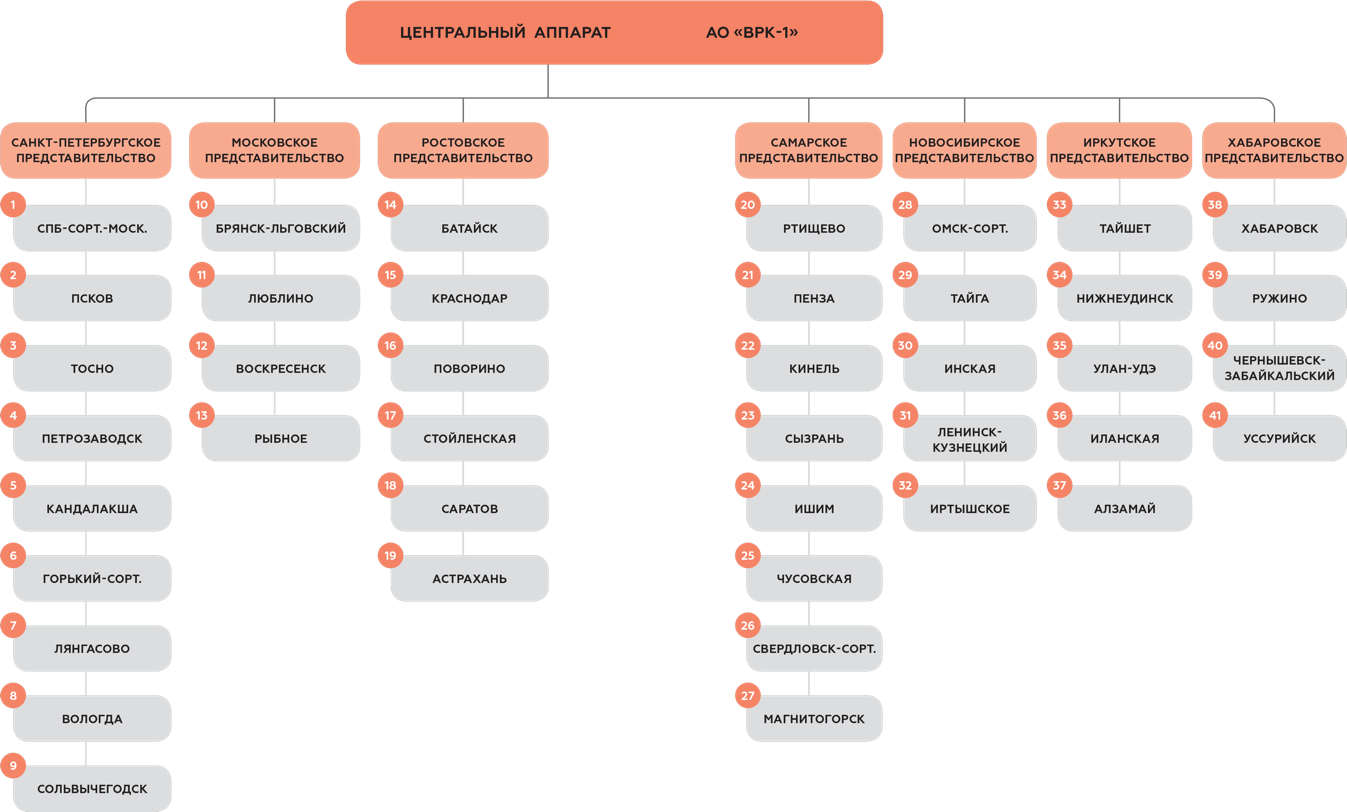 ЦЕНТРАЛЬНЫЙ АППАРАТ АО «ВРК-1»
САНКТ-ПЕТЕРБУРГСКОЕ
ПРЕДСТАВИТЕЛЬСТВО
1
СПБ-СОРТ.-МОСК.
2
ПСКОВ
3
ТОСНО
4
ПЕТРОЗАВОДСК
5
КАНДАЛАКША
6
ГОРЬКИЙ-СОРТ.
7
ЛЯНГАСОВО
8
ВОЛОГДА
9
СОЛЬВЫЧЕГОДСК
МОСКОВСКОЕ
ПРЕДСТАВИТЕЛЬСТВО
10
БРЯНСК-ЛЬГОВСКИЙ
11
ЛЮБЛИНО
12
ВОСКРЕСЕНСК
13
РЫБНОЕ
РОСТОВСКОЕ
ПРЕДСТАВИТЕЛЬСТВО
14
БАТАЙСК
15
КРАСНОДАР
16
ПОВОРИНО
17
СТОЙЛЕНСКАЯ
18
САРАТОВ
19
АСТРАХАНЬ
САМАРСКОЕ
ПРЕДСТАВИТЕЛЬСТВО
20
РТИЩЕВО
21
ПЕНЗА
22
КИНЕЛЬ
23
СЫЗРАНЬ
24
ИШИМ
25
ЧУСОВСКАЯ
26
СВЕРДЛОВСК-СОРТ.
27
МАГНИТОГОРСК
НОВОСИБИРСКОЕ
ПРЕДСТАВИТЕЛЬСТВО
28
ОМСК-СОРТ.
29
ТАЙГА
30
ИНСКАЯ
31
ЛЕНИНСК-
КУЗНЕЦКИЙ
32
ИРТЫШСКОЕ
ИРКУТСКОЕ
ПРЕДСТАВИТЕЛЬСТВО
33
ТАЙШЕТ
34
НИЖНЕУДИНСК
35
УЛАН-УДЭ
36
ИЛАНСКАЯ
37
АЛЗАМАЙ
ХАБАРОВСКОЕ
ПРЕДСТАВИТЕЛЬСТВО
38
ХАБАРОВСК
39
РУЖИНО
40
ЧЕРНЫШЕВСК-
ЗАБАЙКАЛЬСКИЙ
41
УССУРИЙСК